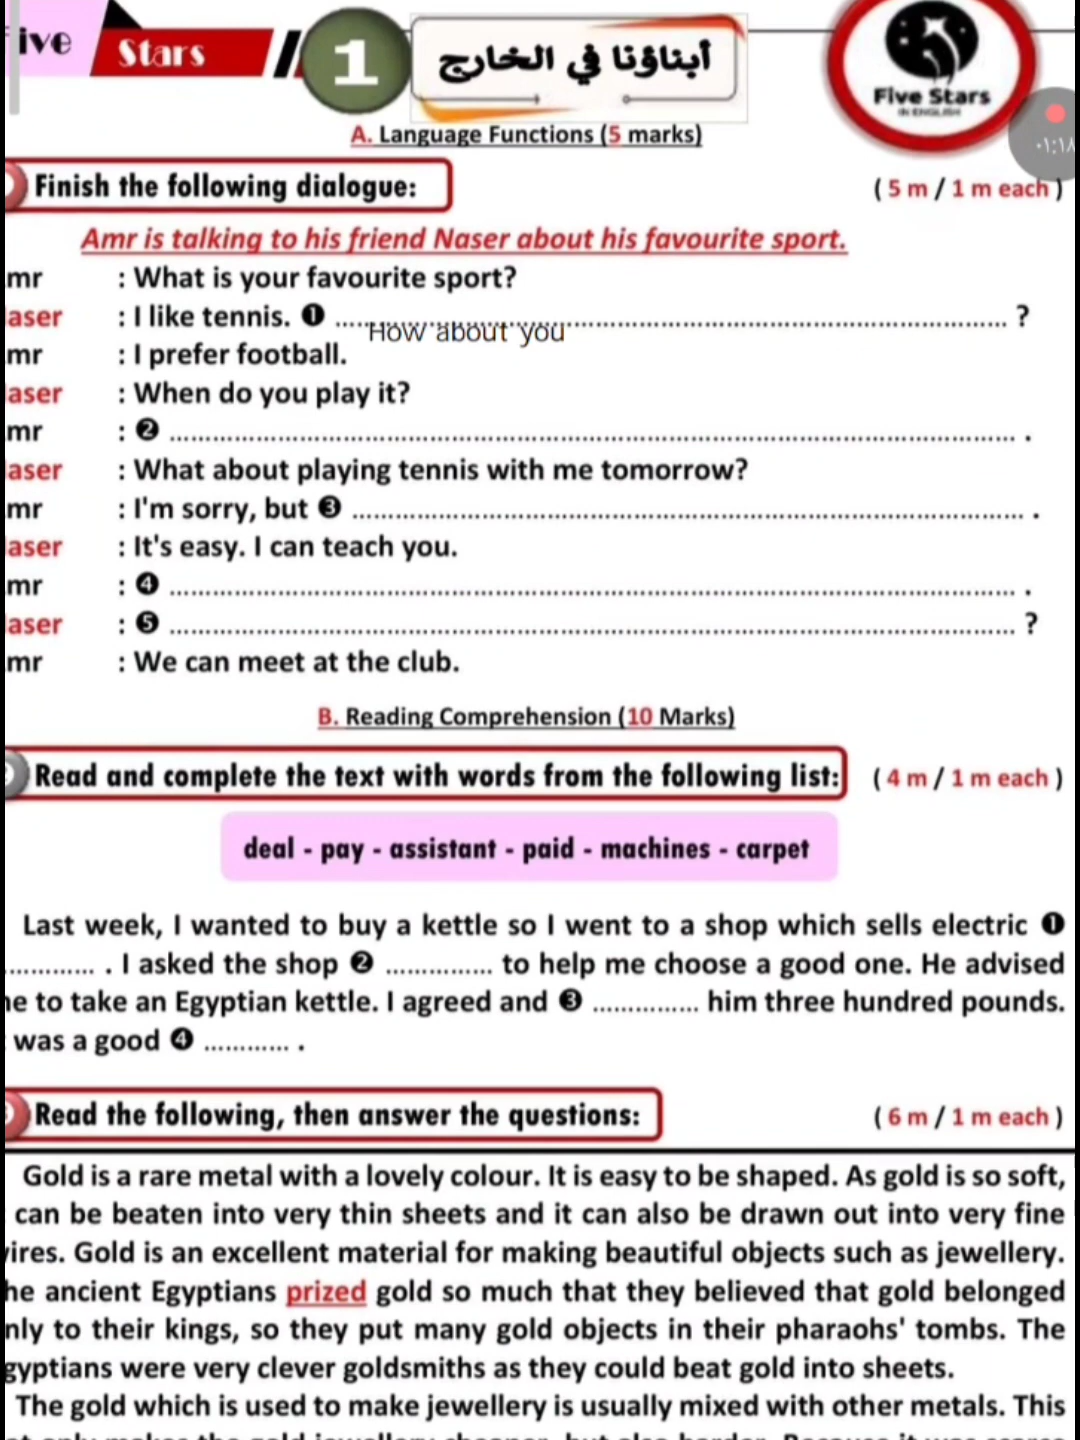 ive
Stars
1
أبناؤنا في الخارج
Five Stars
IN ENGLISH
٠١:١٨
A. Language Functions (5 marks)
Finish the following dialogue:
( 5 m / 1 m each )
Amr is talking to his friend Naser about his favourite sport.
mr : What is your favourite sport?
aser : I like tennis. ❶ ........................ ?
How about you
mr : I prefer football.
aser : When do you play it?
mr : ❷ ........................ .
aser : What about playing tennis with me tomorrow?
mr : I'm sorry, but ❸ ........................ .
aser : It's easy. I can teach you.
mr : ❹ ........................ .
aser : ❺ ........................ ?
mr : We can meet at the club.
B. Reading Comprehension (10 Marks)
Read and complete the text with words from the following list:
( 4 m / 1 m each )
deal - pay - assistant - paid - machines - carpet
Last week, I wanted to buy a kettle so I went to a shop which sells electric ❶
............. . I asked the shop ❷ .............. to help me choose a good one. He advised
e to take an Egyptian kettle. I agreed and ❸ .............. him three hundred pounds.
was a good ❹ ............ .
Read the following, then answer the questions:
( 6 m / 1 m each )
Gold is a rare metal with a lovely colour. It is easy to be shaped. As gold is so soft,
can be beaten into very thin sheets and it can also be drawn out into very fine
ires. Gold is an excellent material for making beautiful objects such as jewellery.
he ancient Egyptians prized gold so much that they believed that gold belonged
nly to their kings, so they put many gold objects in their pharaohs' tombs. The
gyptians were very clever goldsmiths as they could beat gold into sheets.
The gold which is used to make jewellery is usually mixed with other metals. This